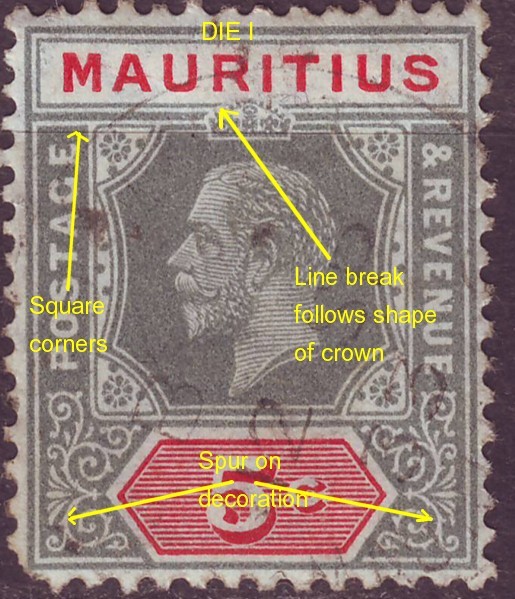 DIE I
MAURITIUS
POSTAGE
& REVENUE
Line break
follows shape
of crown
Square
corners
Spur on
decoration
5c